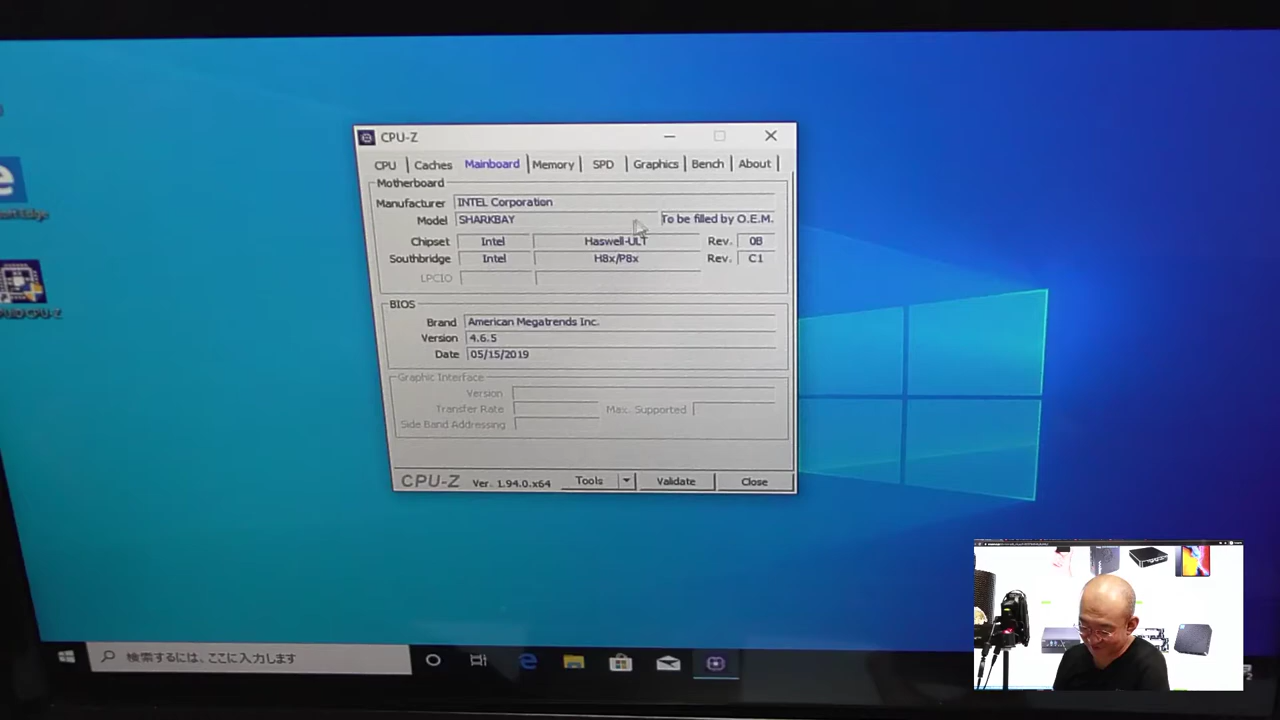 CPU-Z
CPU Caches Mainboard Memory SPD Graphics Bench About
Motherboard
Manufacturer INTEL Corporation
Model SHARKBAY To be filled by O.E.M.
Chipset Intel Haswell-ULT Rev. 0B
Southbridge Intel H8x/P8x Rev. C1
LPCIO
BIOS
Brand American Megatrends Inc.
Version 4.6.5
Date 05/15/2019
Graphic Interface
Version
Transfer Rate Max. Supported
Side Band Addressing
CPU-Z Ver. 1.94.0.x64 Tools Validate Close
Edge
CPU-Z
検索するには、ここに入力します